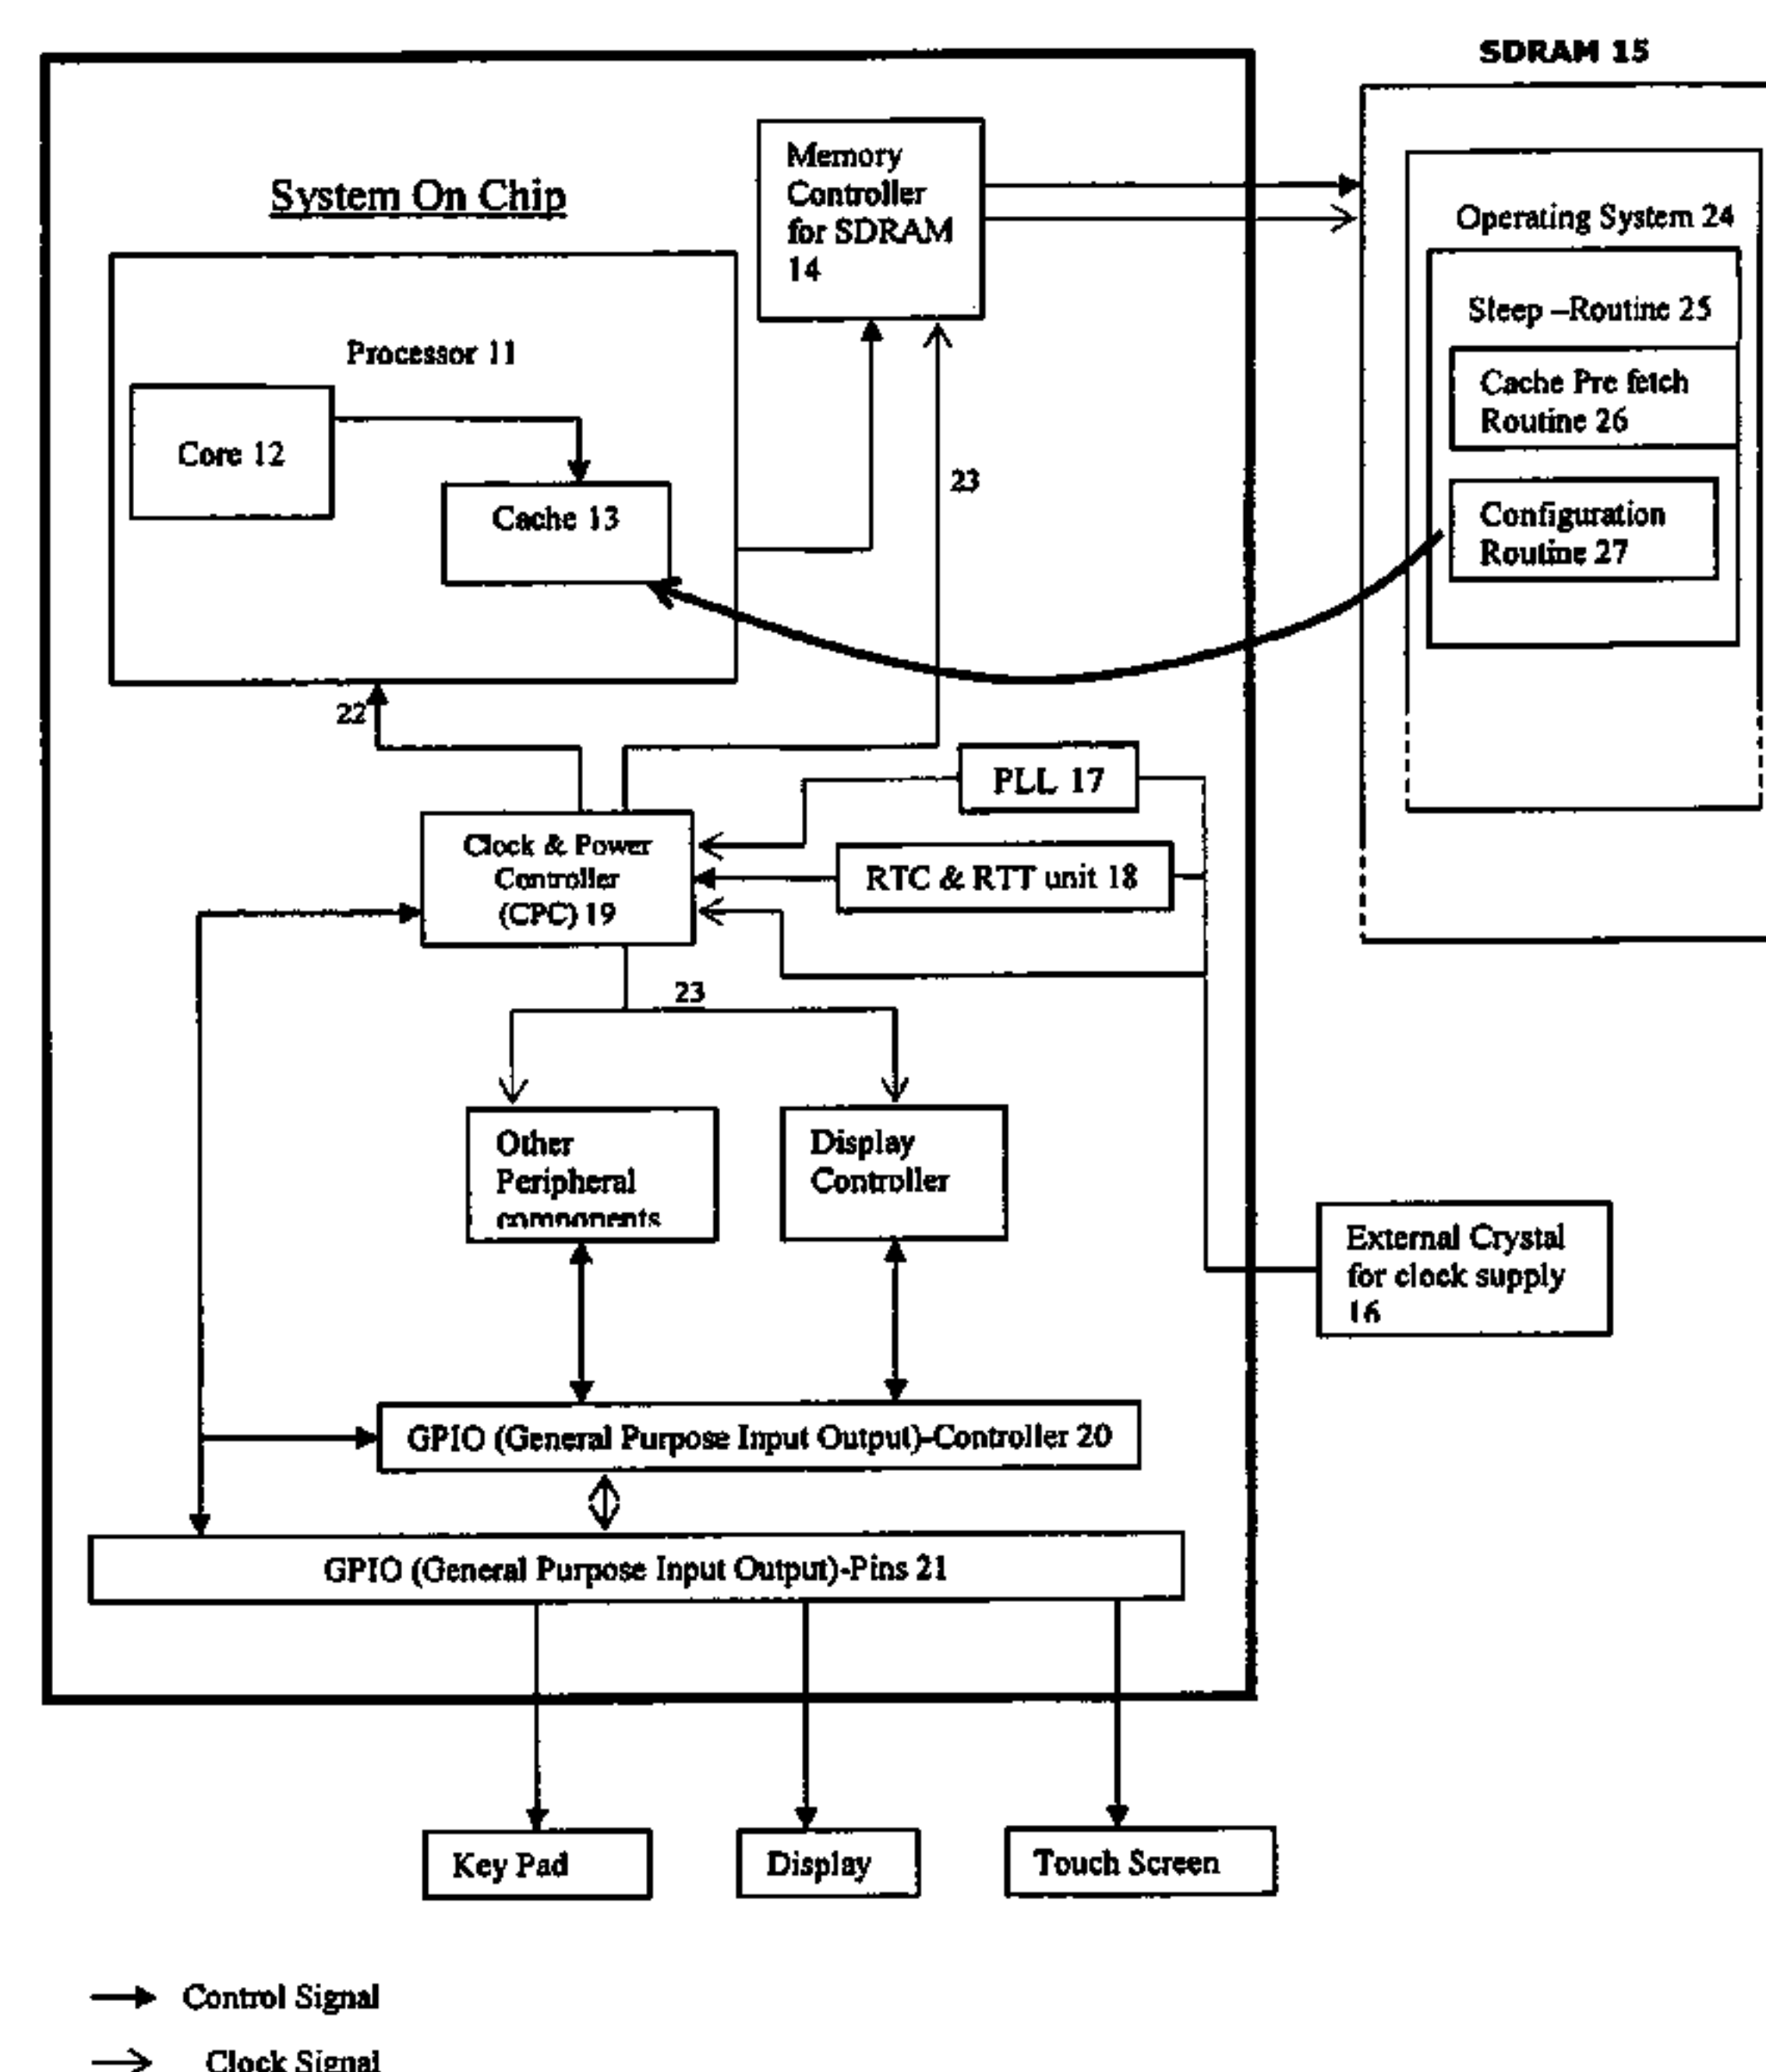 SDRAM 15
System On Chip
Memory
Controller
for SDRAM
14
Operating System 24
Sleep –Routine 25
Cache Pre fetch
Routine 26
Configuration
Routine 27
Processor 11
Core 12
Cache 13
23
22
PLL 17
Clock & Power
Controller
(CPC) 19
RTC & RTT unit 18
23
Other
Peripheral
components
Display
Controller
External Crystal
for clock supply
16
GPIO (General Purpose Input Output)-Controller 20
GPIO (General Purpose Input Output)-Pins 21
Key Pad
Display
Touch Screen
Control Signal
Clock Signal